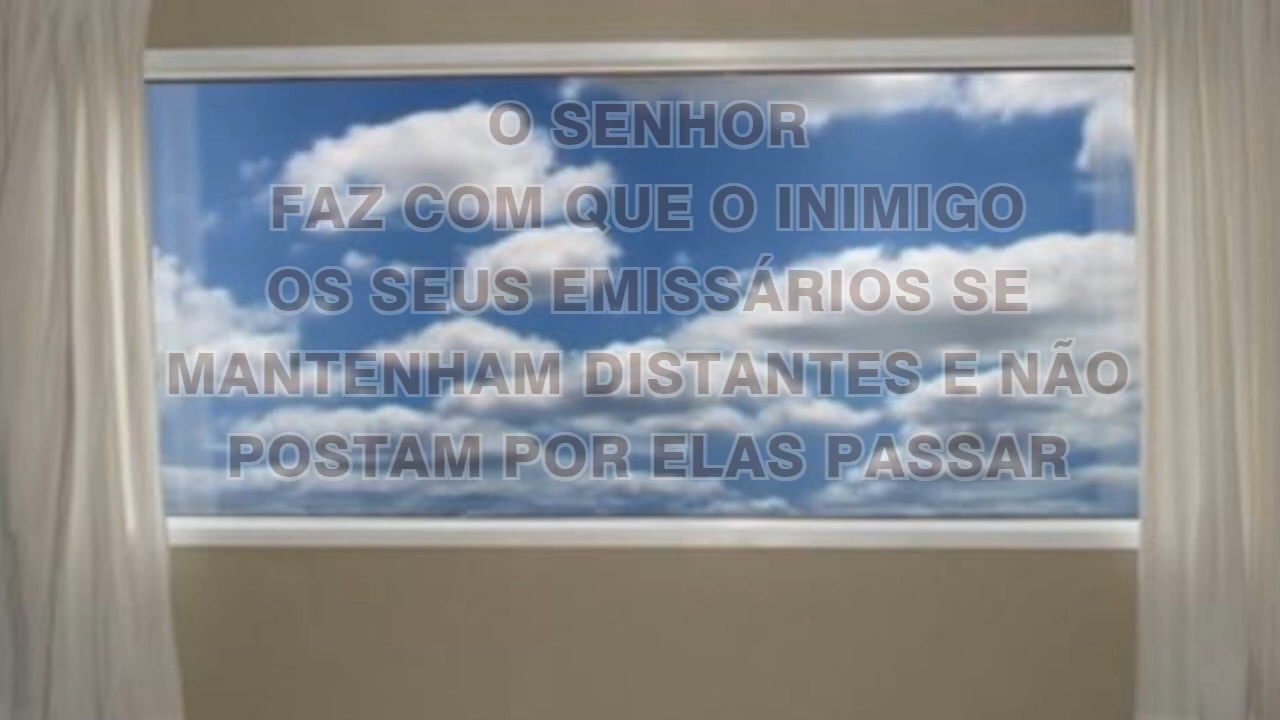 O SENHOR
FAZ COM QUE O INIMIGO
OS SEUS EMISSÁRIOS SE
MANTENHAM DISTANTES E NÃO
POSTAM POR ELAS PASSAR